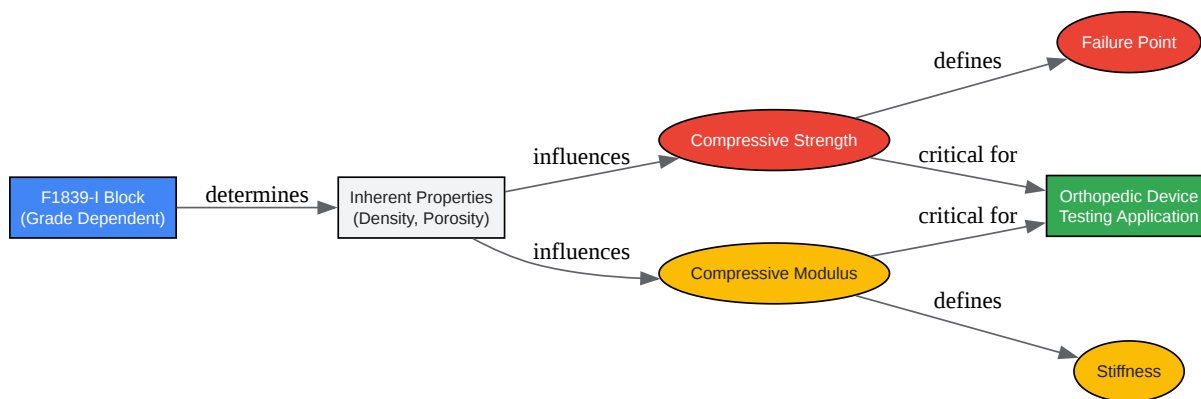 F1839-I Block
(Grade Dependent)
determines
Inherent Properties
(Density, Porosity)
influences
influences
Compressive Strength
Compressive Modulus
defines
critical for
critical for
defines
Failure Point
Orthopedic Device
Testing Application
Stiffness